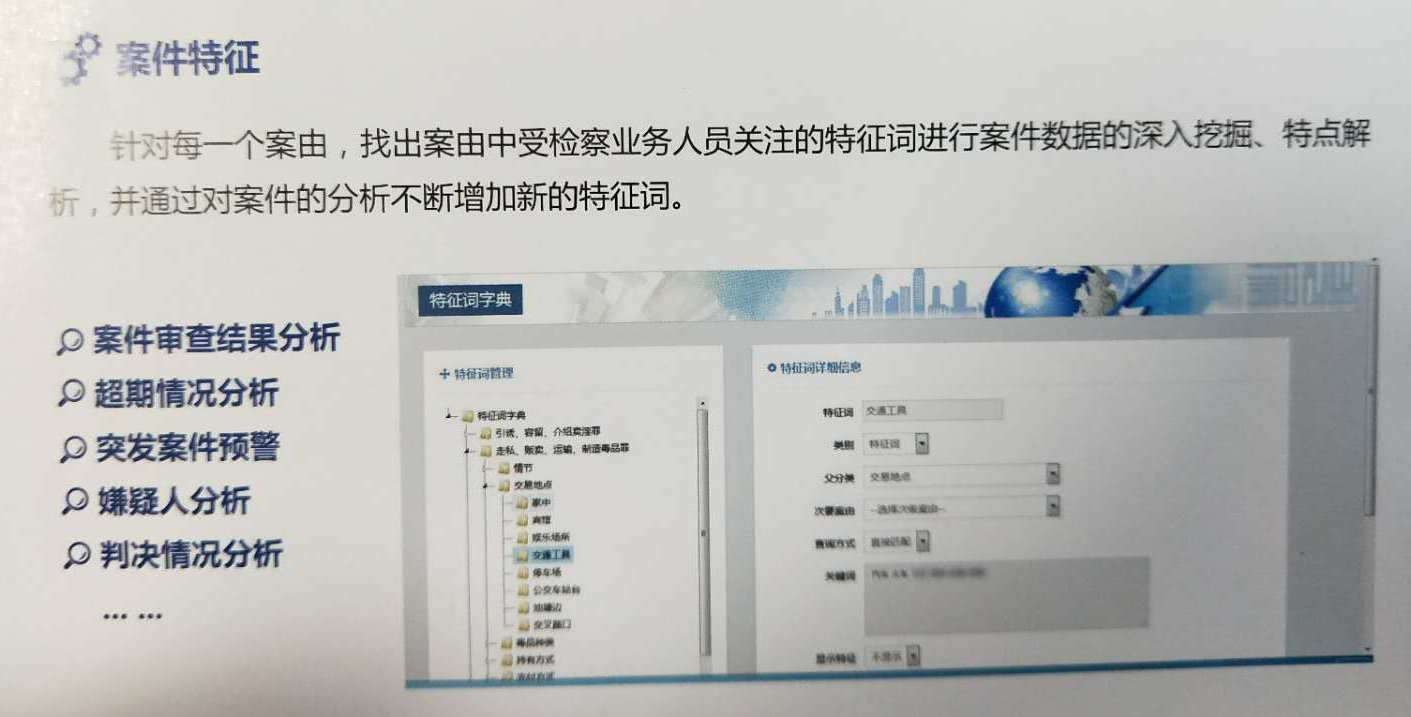 案件特征
针对每一个案由，找出案由中受检察业务人员关注的特征词进行案件数据的深入挖掘、特点解
析，并通过对案件的分析不断增加新的特征词。
案件审查结果分析
超期情况分析
突发案件预警
嫌疑人分析
判决情况分析
... ...
特征词字典
特征词管理
特征词字典
引诱、容留、介绍卖淫罪
走私、贩卖、运输、制造毒品罪
情节
交易地点
家中
宾馆
娱乐场所
交通工具
停车场
公交车站台
油罐边
交叉路口
毒品种类
持有方式
支付方式
特征词详细信息
特征词 交通工具
类别 特征词
父分类 交易地点
次要案由 --选择次要案由--
查询方式 直接匹配
关键词 汽车 火车
显示特征 不显示